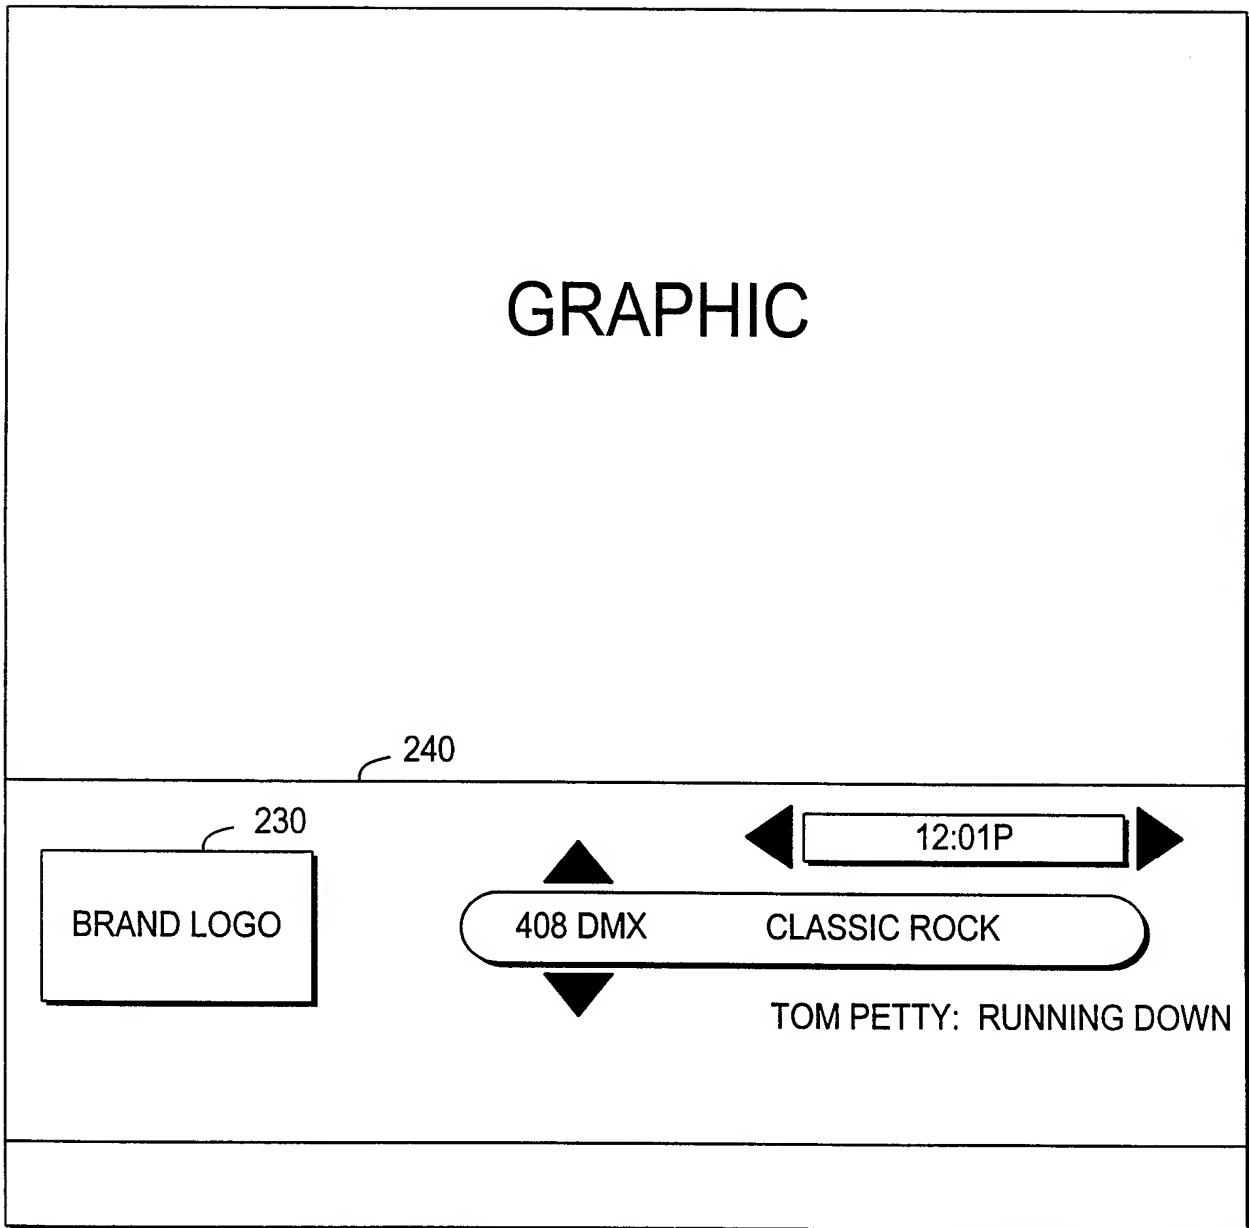 GRAPHIC
240
230
12:01P
BRAND LOGO
408 DMX CLASSIC ROCK
TOM PETTY: RUNNING DOWN